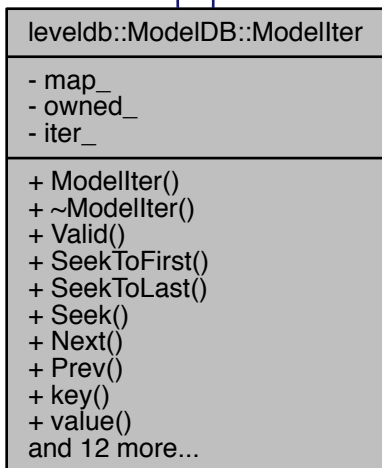 leveldb::ModelDB::ModelIter
- map_
- owned_
- iter_
+ ModelIter()
+ ~ModelIter()
+ Valid()
+ SeekToFirst()
+ SeekToLast()
+ Seek()
+ Next()
+ Prev()
+ key()
+ value()
and 12 more...